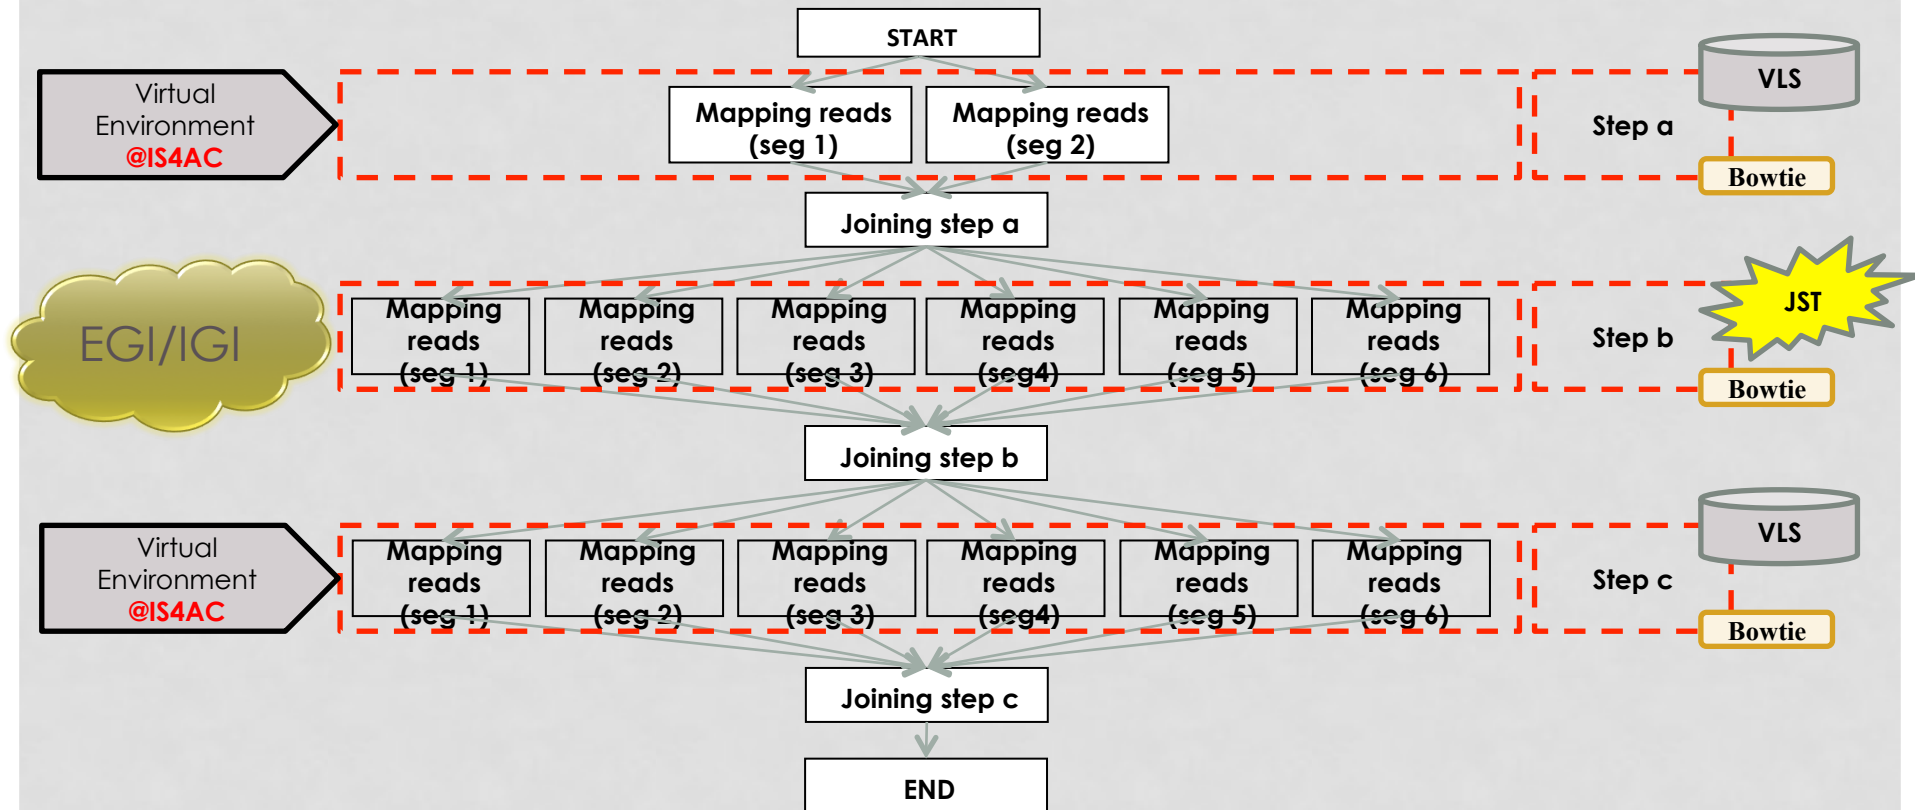 START
Virtual
Environment
@IS4AC
Mapping reads
(seg 1)
Mapping reads
(seg 2)
Step a
VLS
Bowtie
Joining step a
EGI/IGI
Mapping
reads
(seg 1)
Mapping
reads
(seg 2)
Mapping
reads
(seg 3)
Mapping
reads
(seg4)
Mapping
reads
(seg 5)
Mapping
reads
(seg 6)
Step b
JST
Bowtie
Joining step b
Virtual
Environment
@IS4AC
Mapping
reads
(seg 1)
Mapping
reads
(seg 2)
Mapping
reads
(seg 3)
Mapping
reads
(seg4)
Mapping
reads
(seg 5)
Mapping
reads
(seg 6)
Step c
VLS
Bowtie
Joining step c
END